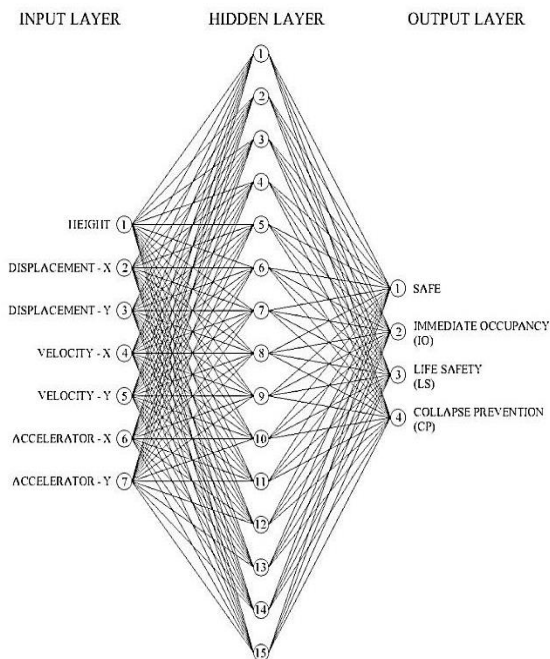 INPUT LAYER
HIDDEN LAYER
OUTPUT LAYER
HEIGHT
1
DISPLACEMENT - X
2
DISPLACEMENT - Y
3
VELOCITY - X
4
VELOCITY - Y
5
ACCELERATOR - X
6
ACCELERATOR - Y
7
1
2
3
4
5
6
7
8
9
10
11
12
13
14
15
1 SAFE
2 IMMEDIATE OCCUPANCY
(IO)
3 LIFE SAFETY
(LS)
4 COLLAPSE PREVENTION
(CP)